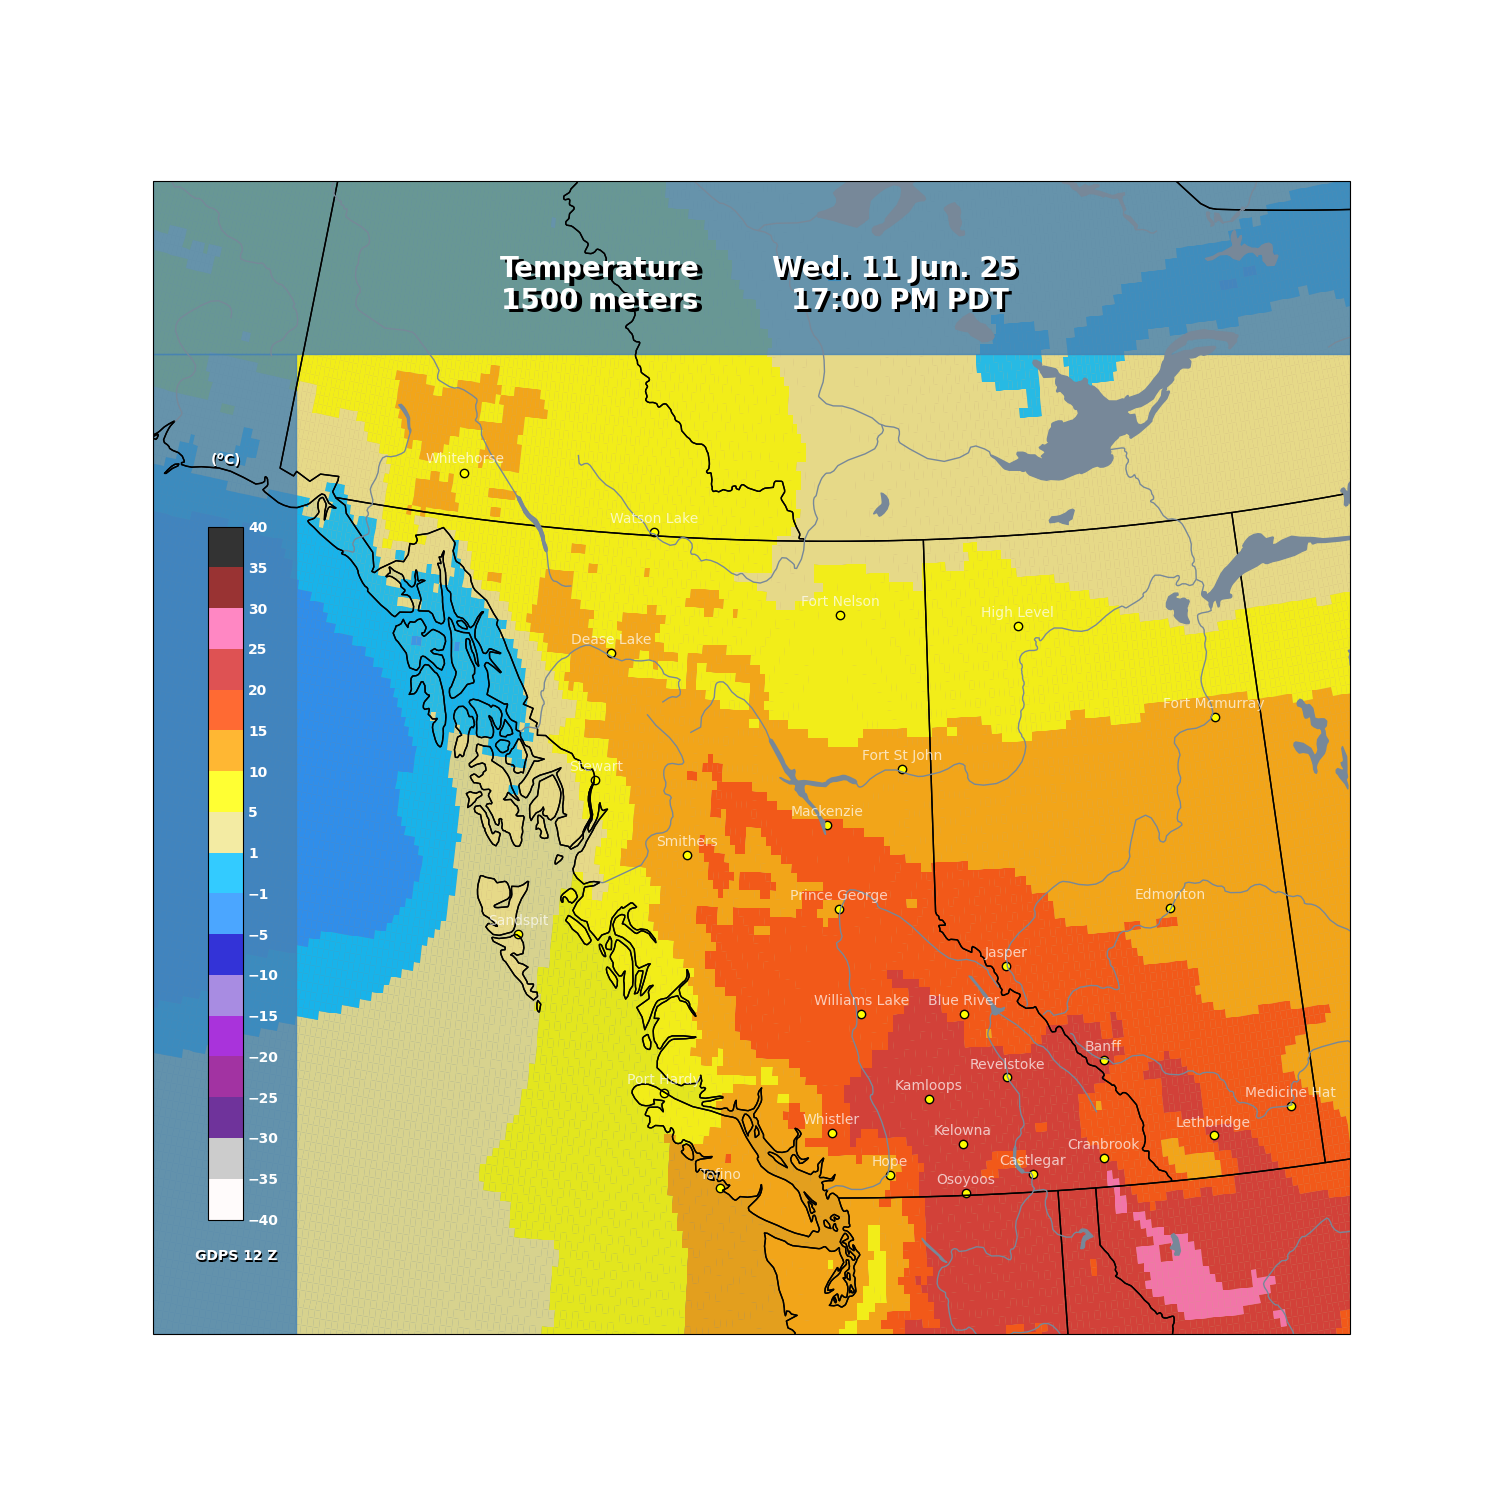 Temperature
1500 meters
Wed. 11 Jun. 25
17:00 PM PDT
(°C)
40
35
30
25
20
15
10
5
1
−1
−5
−10
−15
−20
−25
−30
−35
−40
GDPS 12 Z
Whitehorse
Watson Lake
Fort Nelson
High Level
Dease Lake
Fort Mcmurray
Stewart
Fort St John
Mackenzie
Smithers
Prince George
Edmonton
Sandspit
Jasper
Williams Lake
Blue River
Banff
Revelstoke
Port Hardy
Kamloops
Medicine Hat
Whistler
Lethbridge
Kelowna
Cranbrook
Hope
Castlegar
Tofino
Osoyoos